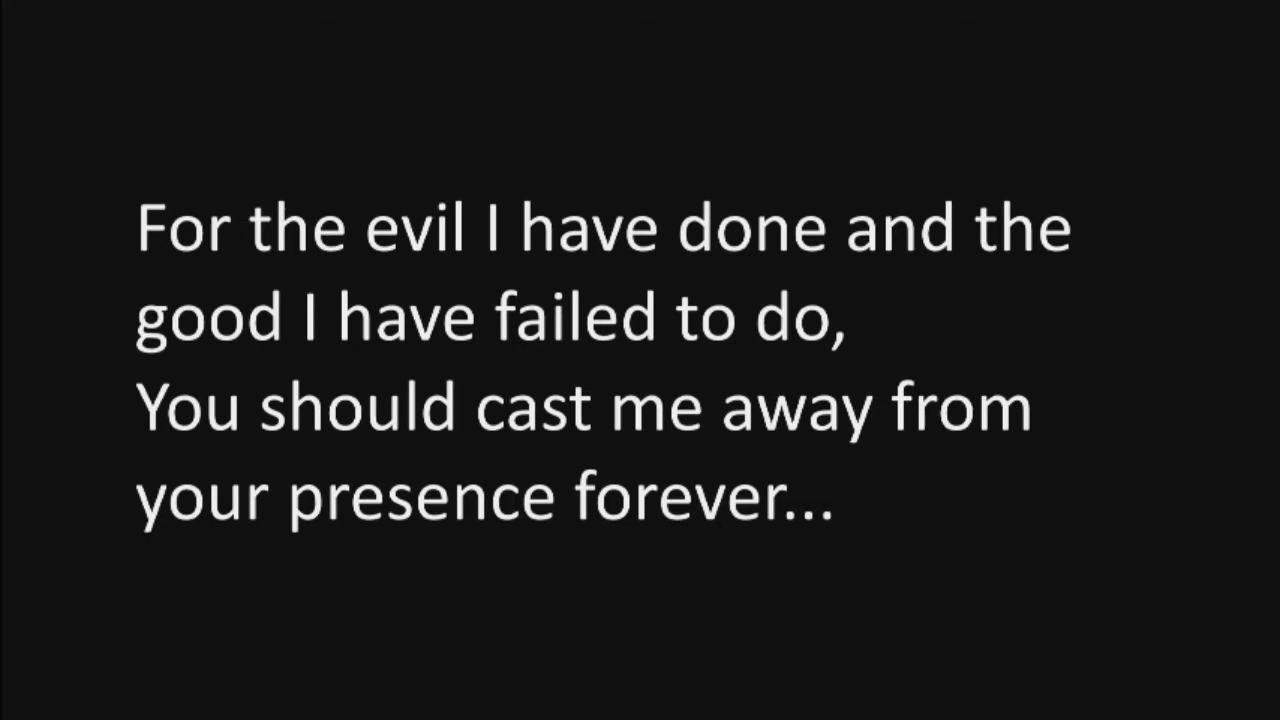 For the evil I have done and the
good I have failed to do,
You should cast me away from
your presence forever...